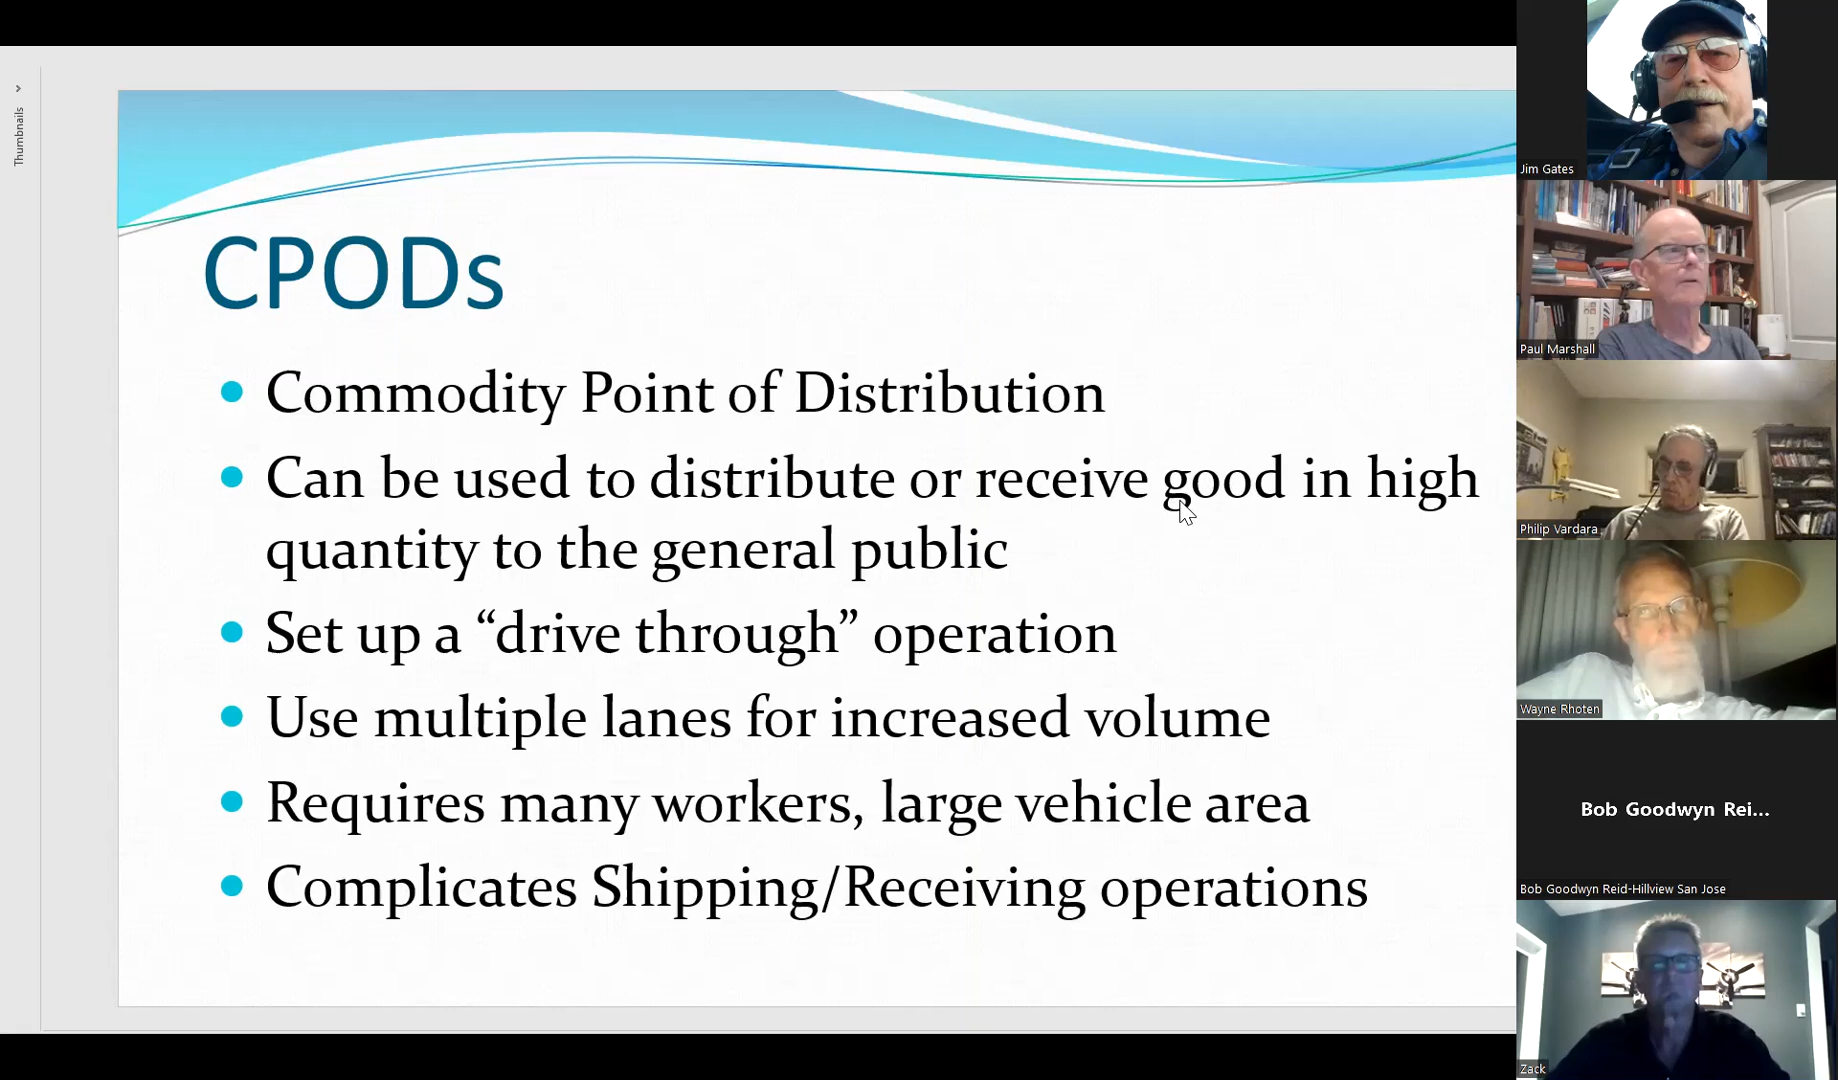 Thumbnails
CPODs
Commodity Point of Distribution
Can be used to distribute or receive good in high
quantity to the general public
Set up a “drive through” operation
Use multiple lanes for increased volume
Requires many workers, large vehicle area
Complicates Shipping/Receiving operations
Jim Gates
Paul Marshall
Philip Vardara
Wayne Rhoten
Bob Goodwyn Rei...
Bob Goodwyn Reid-Hillview San Jose
Zack